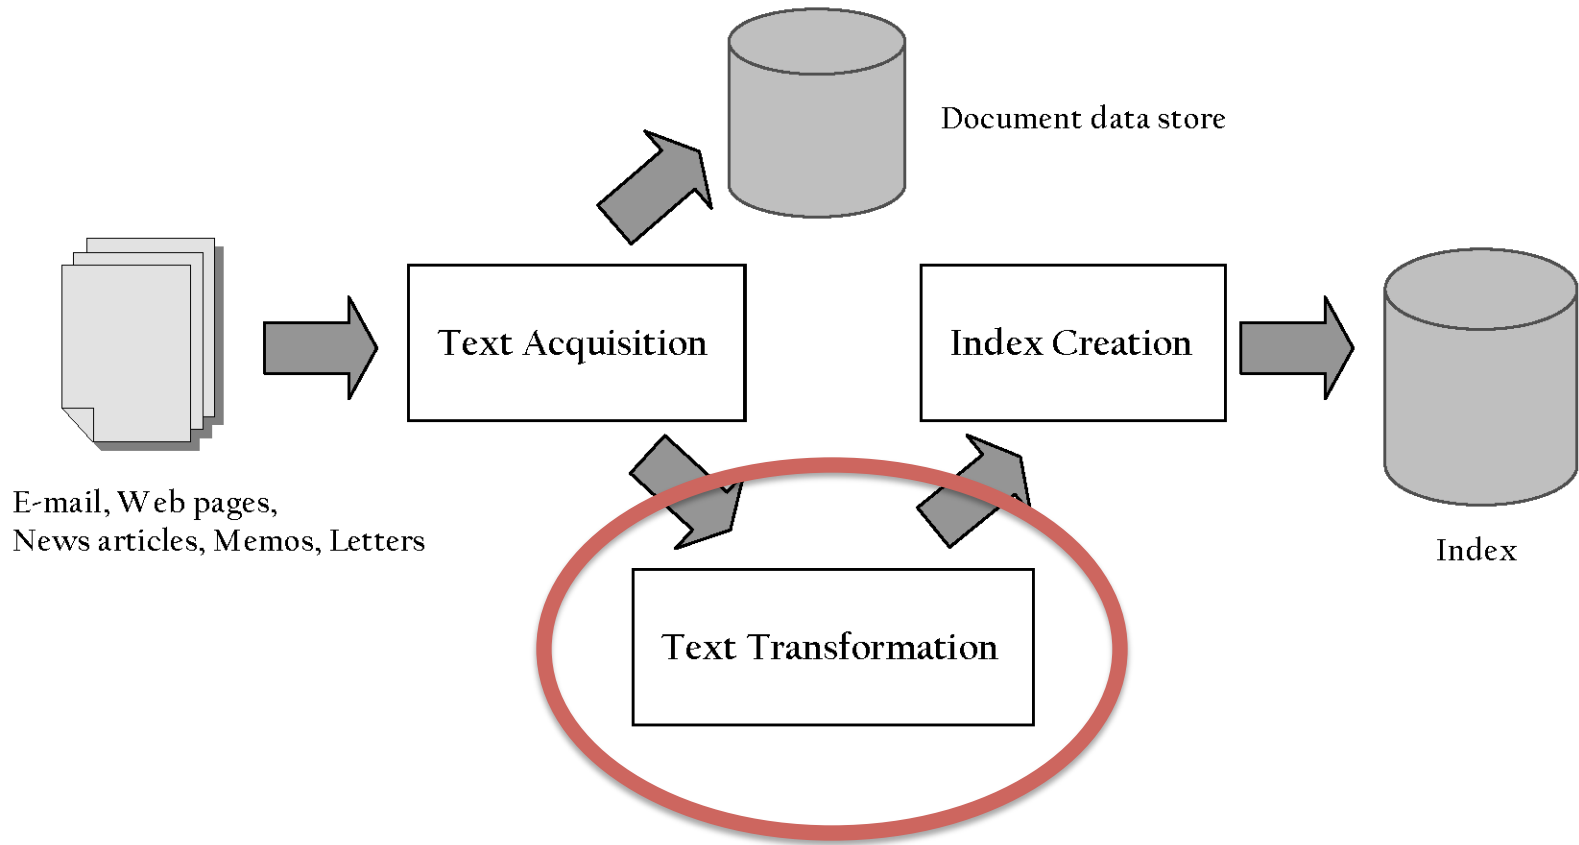 Document data store
Text Acquisition
Index Creation
E-mail, Web pages,
News articles, Memos, Letters
Index
Text Transformation